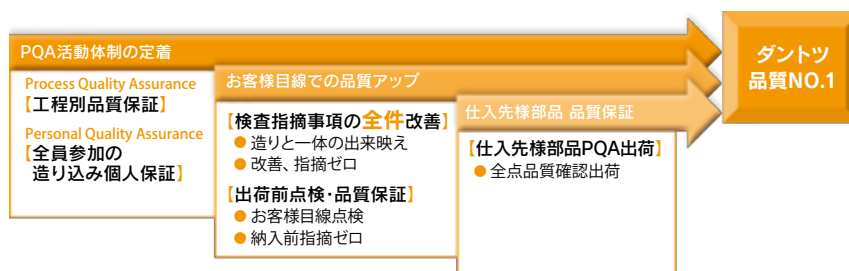 PQA活動体制の定着
Process Quality Assurance
【工程別品質保証】
Personal Quality Assurance
【全員参加の
造り込み個人保証】
お客様目線での品質アップ
【検査指摘事項の全件改善】
● 造りと一体の出来映え
● 改善、指摘ゼロ
【出荷前点検・品質保証】
● お客様目線点検
● 納入前指摘ゼロ
仕入先様部品 品質保証
【仕入先様部品PQA出荷】
● 全点品質確認出荷
ダントツ
品質NO.1